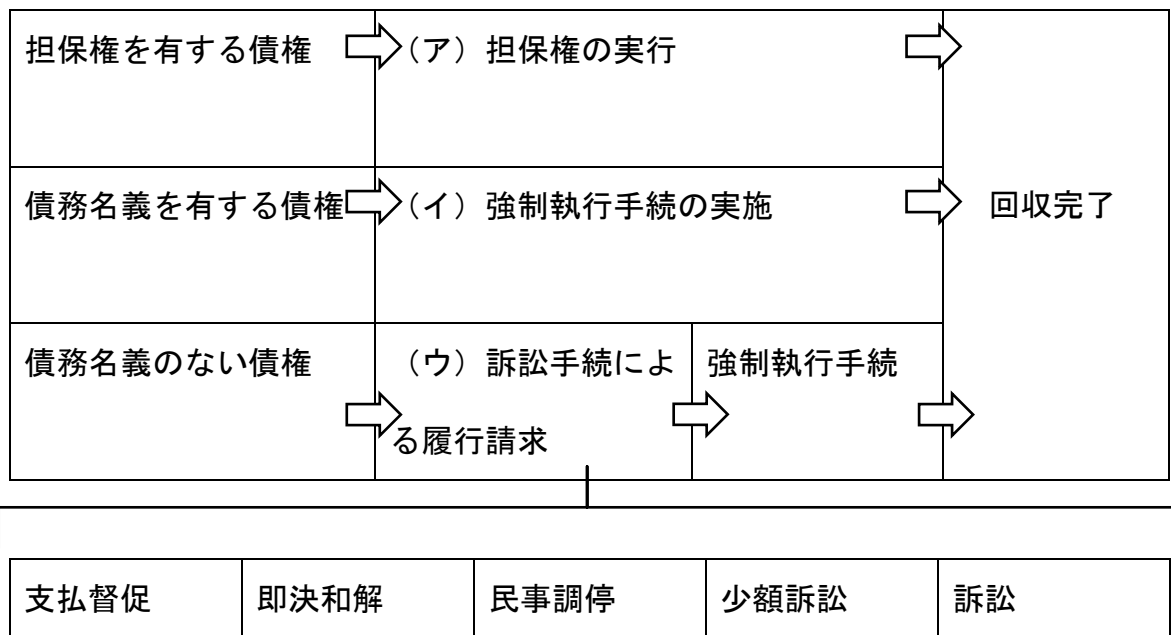 担保権を有する債権
(ア)担保権の実行
債務名義を有する債権
(イ)強制執行手続の実施
回収完了
債務名義のない債権
(ウ)訴訟手続によ
る履行請求
強制執行手続
支払督促
即決和解
民事調停
少額訴訟
訴訟